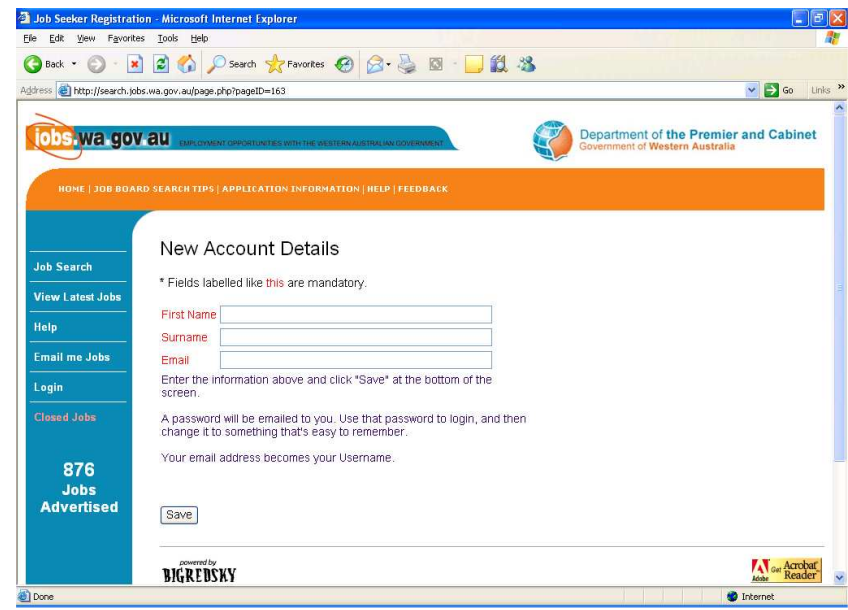 Job Seeker Registration - Microsoft Internet Explorer
File Edit View Favorites Tools Help
Back Search Favorites
Address http://search.jobs.wa.gov.au/page.php?pageID=163 Go Links »
jobs.wa.gov.au EMPLOYMENT OPPORTUNITIES WITH THE WESTERN AUSTRALIAN GOVERNMENT
Department of the Premier and Cabinet
Government of Western Australia
HOME | JOB BOARD SEARCH TIPS | APPLICATION INFORMATION | HELP | FEEDBACK
Job Search
View Latest Jobs
Help
Email me Jobs
Login
Closed Jobs
876
Jobs
Advertised
New Account Details
* Fields labelled like this are mandatory.
First Name
Surname
Email
Enter the information above and click "Save" at the bottom of the
screen.
A password will be emailed to you. Use that password to login, and then
change it to something that's easy to remember.
Your email address becomes your Username.
Save
powered by
BIGREDSKY
Adobe Get Acrobat
Reader
Done Internet